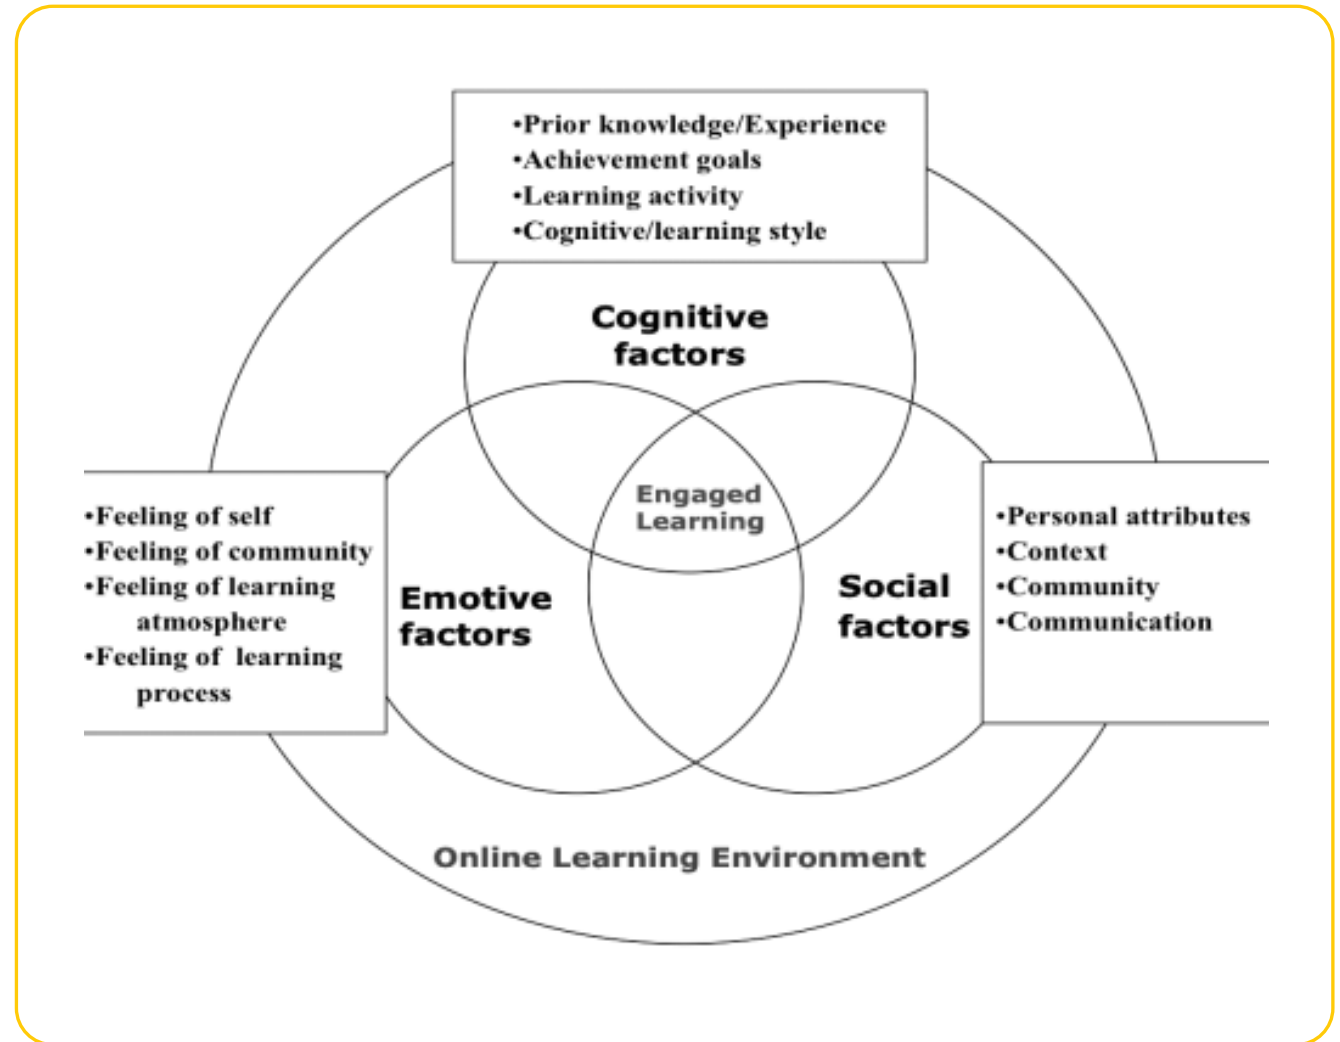 •Prior knowledge/Experience
•Achievement goals
•Learning activity
•Cognitive/learning style
Cognitive
factors
Engaged
Learning
•Feeling of self
•Feeling of community
•Feeling of learning
atmosphere
•Feeling of learning
process
Emotive
factors
Social
factors
•Personal attributes
•Context
•Community
•Communication
Online Learning Environment